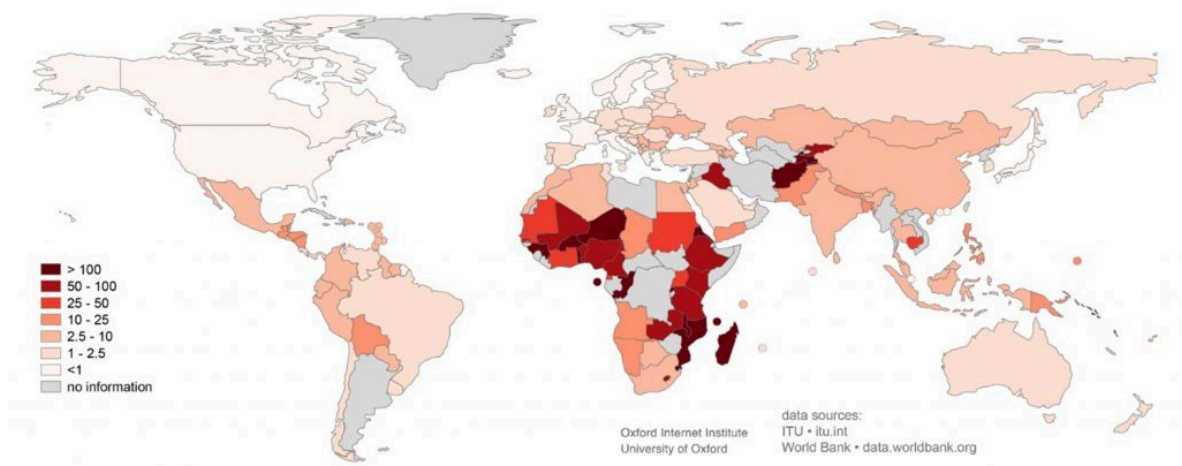 > 100
50 - 100
25 - 50
10 - 25
2.5 - 10
1 - 2.5
<1
no information
Oxford Internet Institute
University of Oxford
data sources:
ITU • itu.int
World Bank • data.worldbank.org